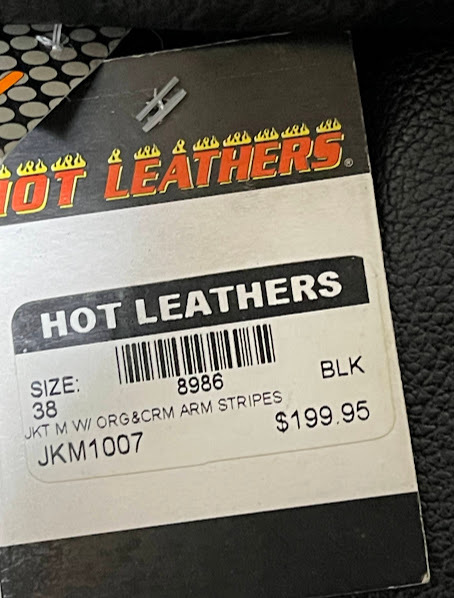 HOT LEATHERS®
HOT LEATHERS
8986
SIZE: BLK
38
JKT M W/ ORG&CRM ARM STRIPES
JKM1007 $199.95